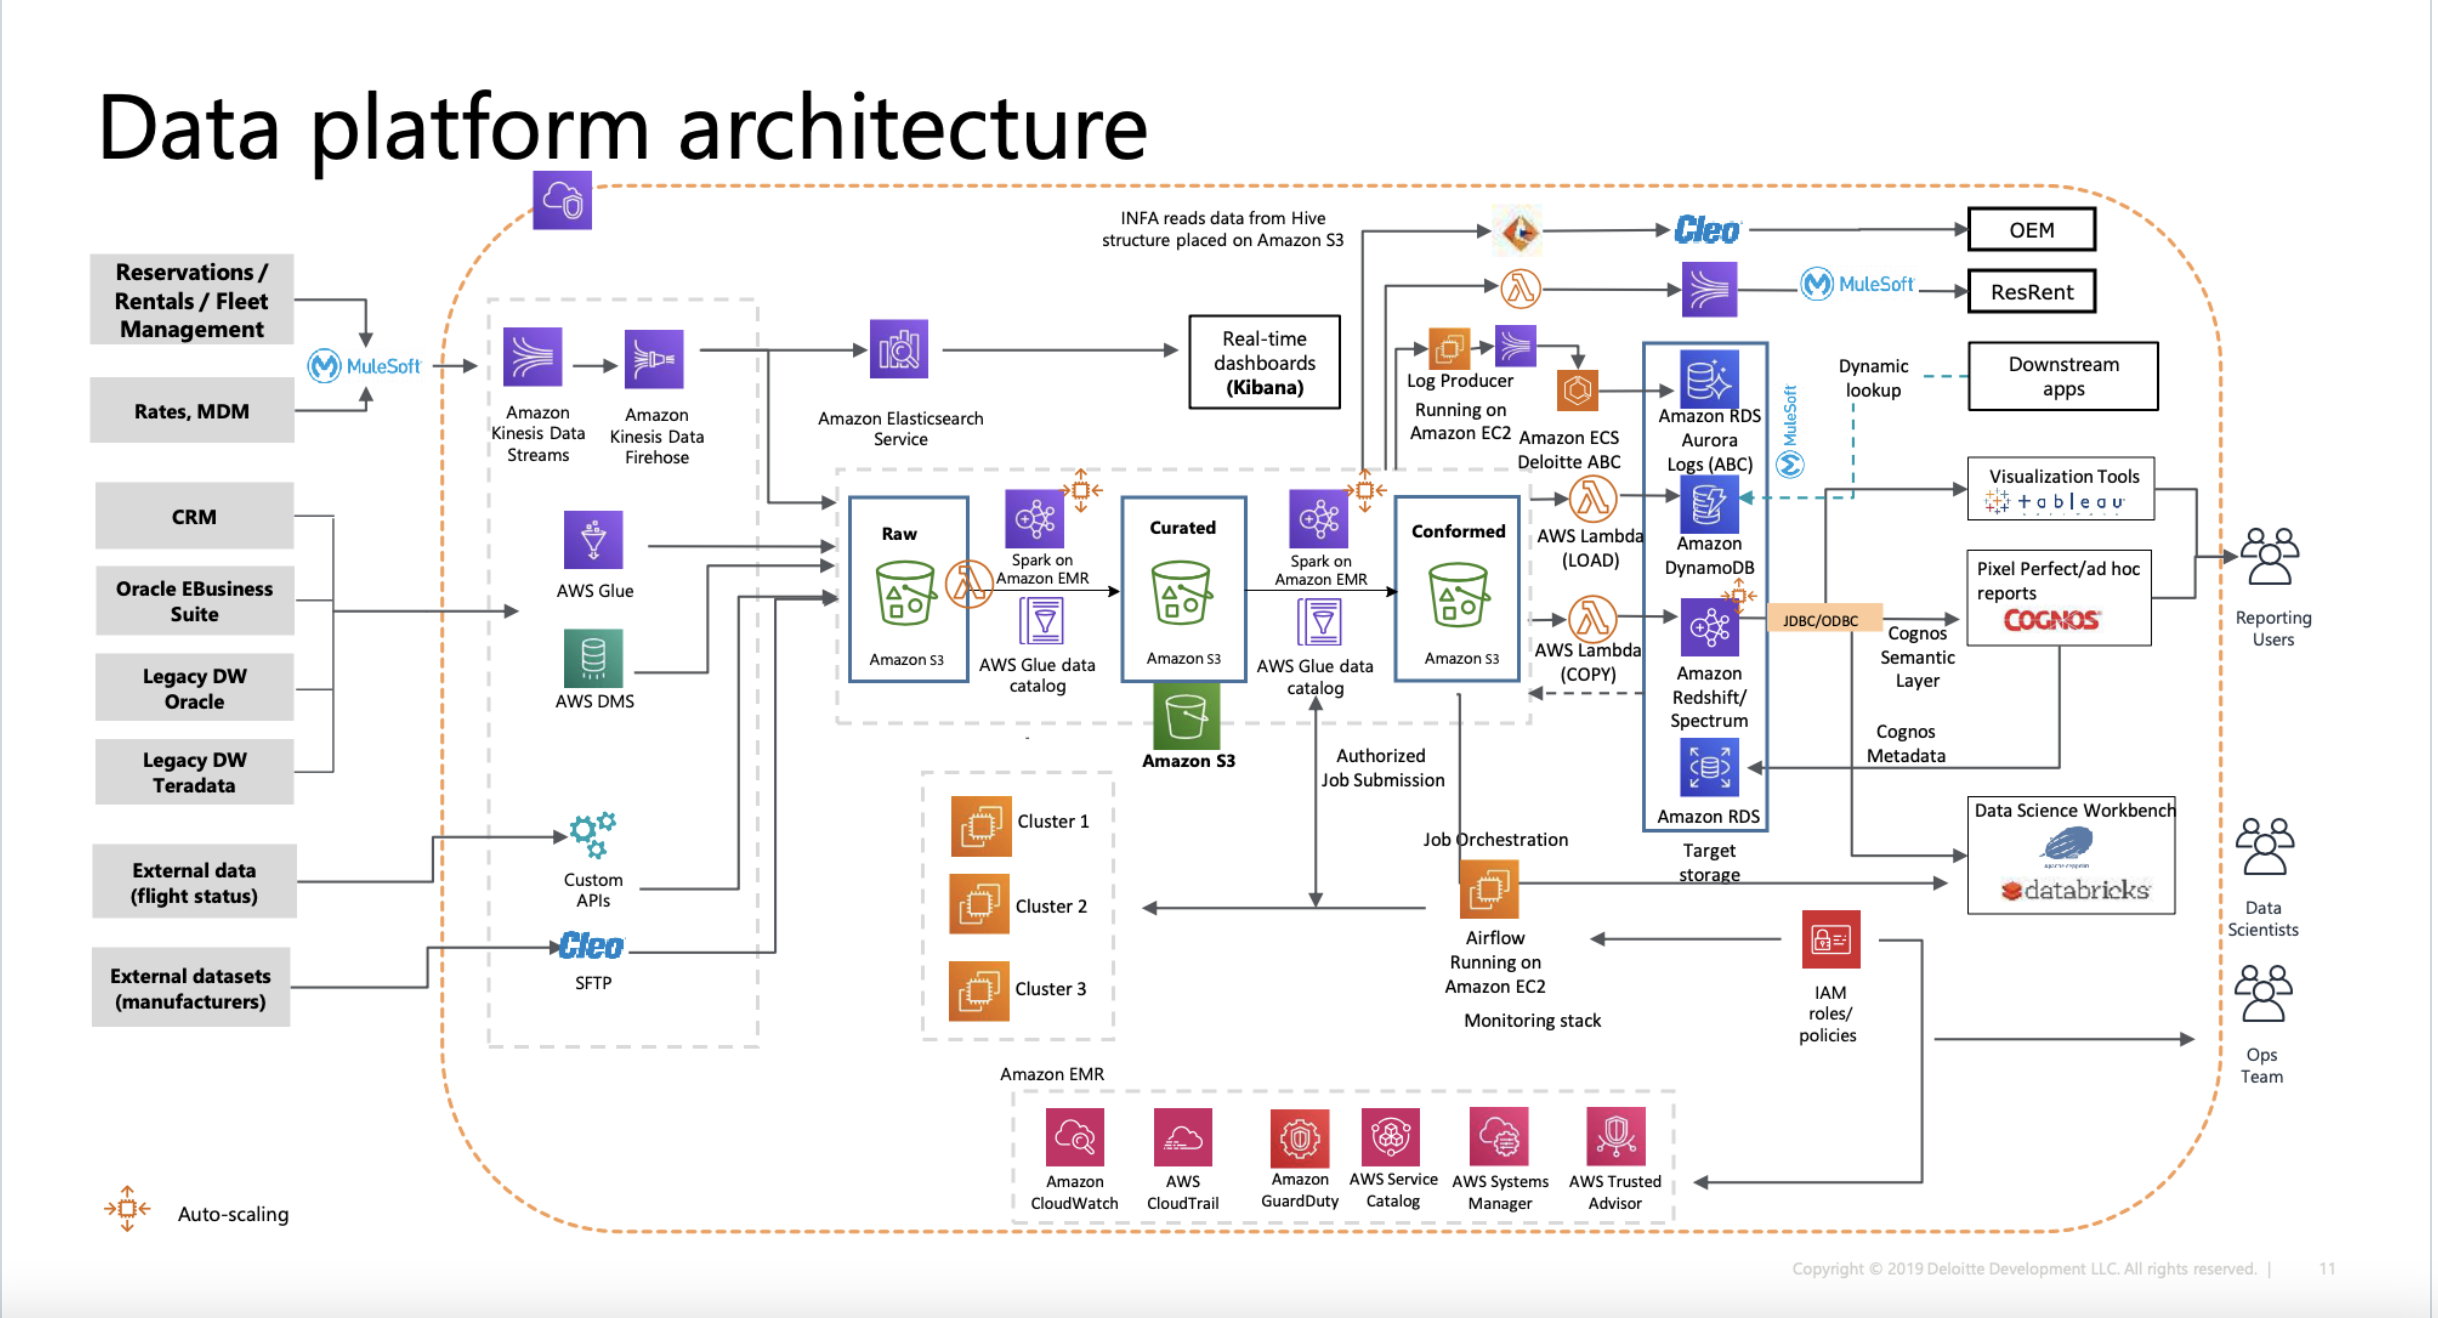 Data platform architecture
Reservations /
Rentals / Fleet
Management
Rates, MDM
MuleSoft
CRM
Oracle EBusiness
Suite
Legacy DW
Oracle
Legacy DW
Teradata
External data
(flight status)
External datasets
(manufacturers)
Auto-scaling
Amazon
Kinesis Data
Streams
Amazon
Kinesis Data
Firehose
AWS Glue
AWS DMS
Custom
APIs
Cleo
SFTP
Amazon Elasticsearch
Service
Real-time
dashboards
(Kibana)
INFA reads data from Hive
structure placed on Amazon S3
Cleo
OEM
MuleSoft
ResRent
Log Producer
Running on
Amazon EC2
Amazon ECS
Deloitte ABC
Amazon RDS
Aurora
Logs (ABC)
MuleSoft
Dynamic
lookup
Downstream
apps
Raw
Amazon S3
Spark on
Amazon EMR
AWS Glue data
catalog
Curated
Amazon S3
Spark on
Amazon EMR
AWS Glue data
catalog
Conformed
Amazon S3
Amazon S3
AWS Lambda
(LOAD)
AWS Lambda
(COPY)
Amazon
DynamoDB
Amazon
Redshift/
Spectrum
Amazon RDS
JDBC/ODBC
Visualization Tools
+ableau
Pixel Perfect/ad hoc
reports
COGNOS
Cognos
Semantic
Layer
Cognos
Metadata
Reporting
Users
Authorized
Job Submission
Cluster 1
Cluster 2
Cluster 3
Amazon EMR
Job Orchestration
Airflow
Running on
Amazon EC2
Monitoring stack
Target
storage
Data Science Workbench
databricks
Data
Scientists
IAM
roles/
policies
Ops
Team
Amazon
CloudWatch
AWS
CloudTrail
Amazon
GuardDuty
AWS Service
Catalog
AWS Systems
Manager
AWS Trusted
Advisor
Copyright © 2019 Deloitte Development LLC. All rights reserved. |
11